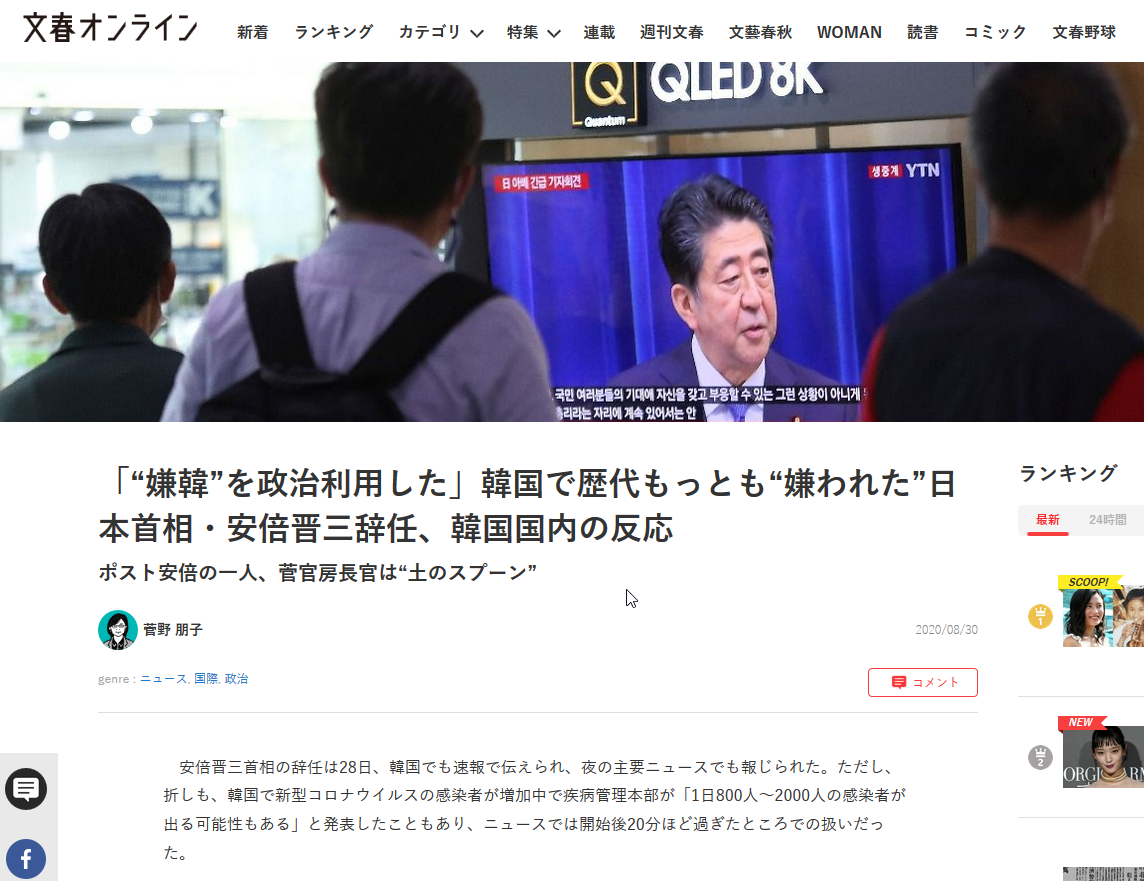 文春オンライン
新着 ランキング カテゴリ 特集 連載 週刊文春 文藝春秋 WOMAN 読書 コミック 文春野球
Q QLED 8K
Quantum
K
日 아베 긴급 기자회견
생중계 YTN
국민 여러분들의 기대에 자신을 갖고 부응할 수 있는 그런 상황이 아니게
총리라는 자리에 계속 있어서는 안
「“嫌韓”を政治利用した」韓国で歴代もっとも“嫌われた”日
本首相・安倍晋三辞任、韓国国内の反応
ポスト安倍の一人、菅官房長官は“土のスプーン”
菅野 朋子
2020/08/30
genre : ニュース, 国際, 政治
コメント
安倍晋三首相の辞任は28日、韓国でも速報で伝えられ、夜の主要ニュースでも報じられた。ただし、
折しも、韓国で新型コロナウイルスの感染者が増加中で疾病管理本部が「1日800人～2000人の感染者が
出る可能性もある」と発表したこともあり、ニュースでは開始後20分ほど過ぎたところでの扱いだっ
た。
ランキング
最新 24時間
SCOOP!
1
NEW
2